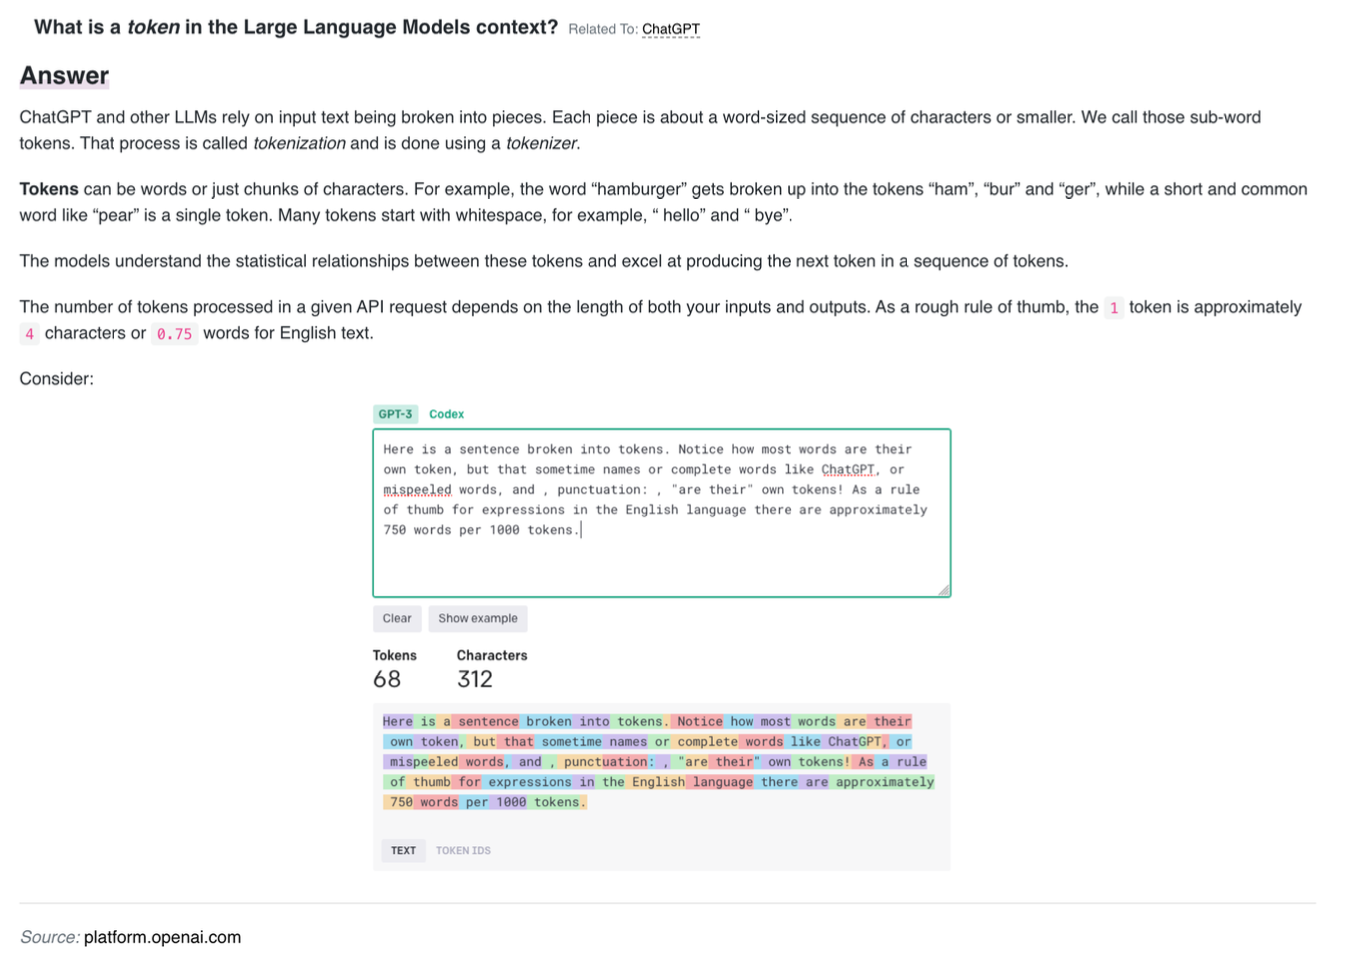 What is a token in the Large Language Models context? Related To: ChatGPT
Answer
ChatGPT and other LLMs rely on input text being broken into pieces. Each piece is about a word-sized sequence of characters or smaller. We call those sub-word
tokens. That process is called tokenization and is done using a tokenizer.
Tokens can be words or just chunks of characters. For example, the word “hamburger” gets broken up into the tokens “ham”, “bur” and “ger”, while a short and common
word like “pear” is a single token. Many tokens start with whitespace, for example, “ hello” and “ bye”.
The models understand the statistical relationships between these tokens and excel at producing the next token in a sequence of tokens.
The number of tokens processed in a given API request depends on the length of both your inputs and outputs. As a rough rule of thumb, the 1 token is approximately
4 characters or 0.75 words for English text.
Consider:
GPT-3 Codex
Here is a sentence broken into tokens. Notice how most words are their
own token, but that sometime names or complete words like ChatGPT, or
mispeeled words, and , punctuation: , "are their" own tokens! As a rule
of thumb for expressions in the English language there are approximately
750 words per 1000 tokens.
Clear Show example
Tokens Characters
68 312
Here is a sentence broken into tokens. Notice how most words are their
own token, but that sometime names or complete words like ChatGPT, or
mispeeled words, and , punctuation: , "are their" own tokens! As a rule
of thumb for expressions in the English language there are approximately
750 words per 1000 tokens.
TEXT TOKEN IDS
Source: platform.openai.com